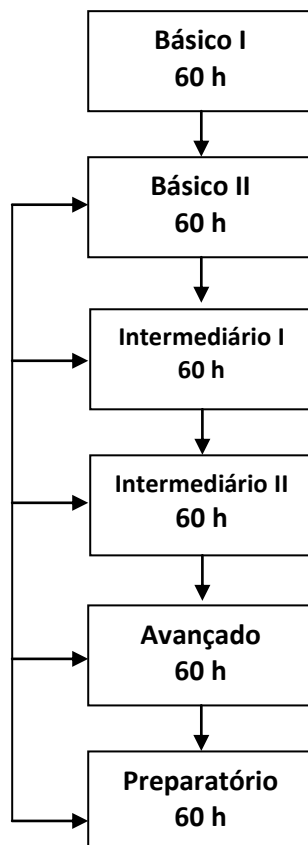 Básico I
60 h
Básico II
60 h
Intermediário I
60 h
Intermediário II
60 h
Avançado
60 h
Preparatório
60 h